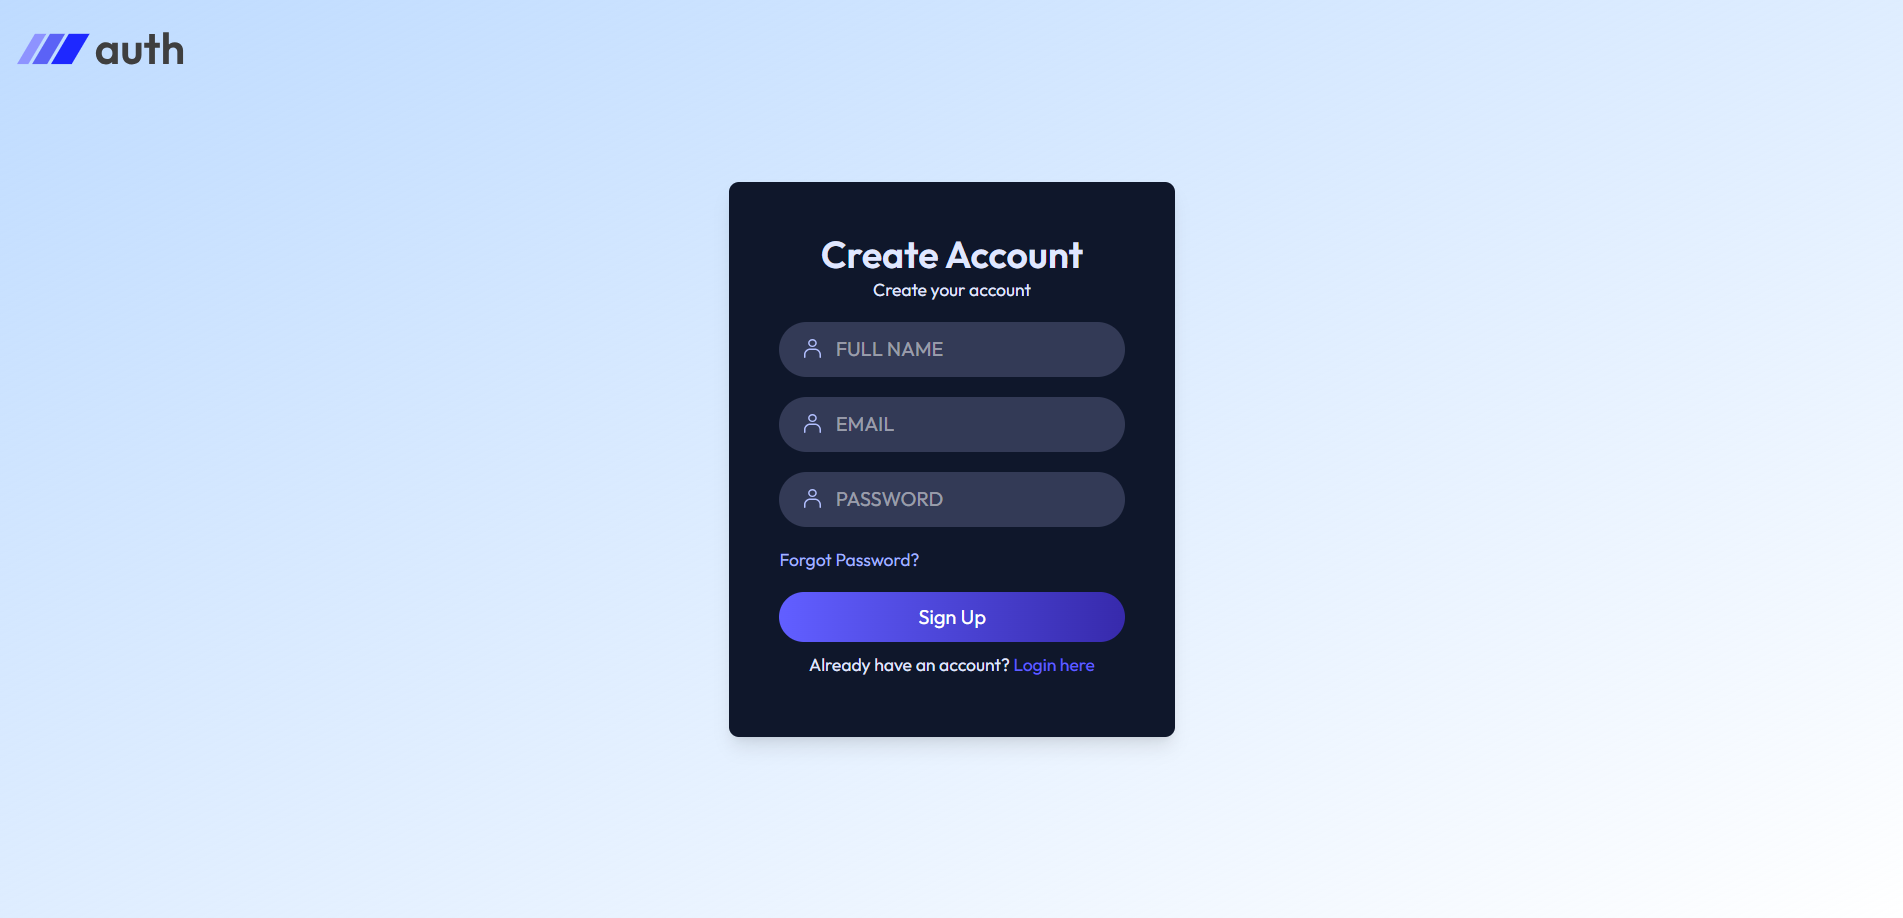 auth
Create Account
Create your account
FULL NAME
EMAIL
PASSWORD
Forgot Password?
Sign Up
Already have an account? Login here